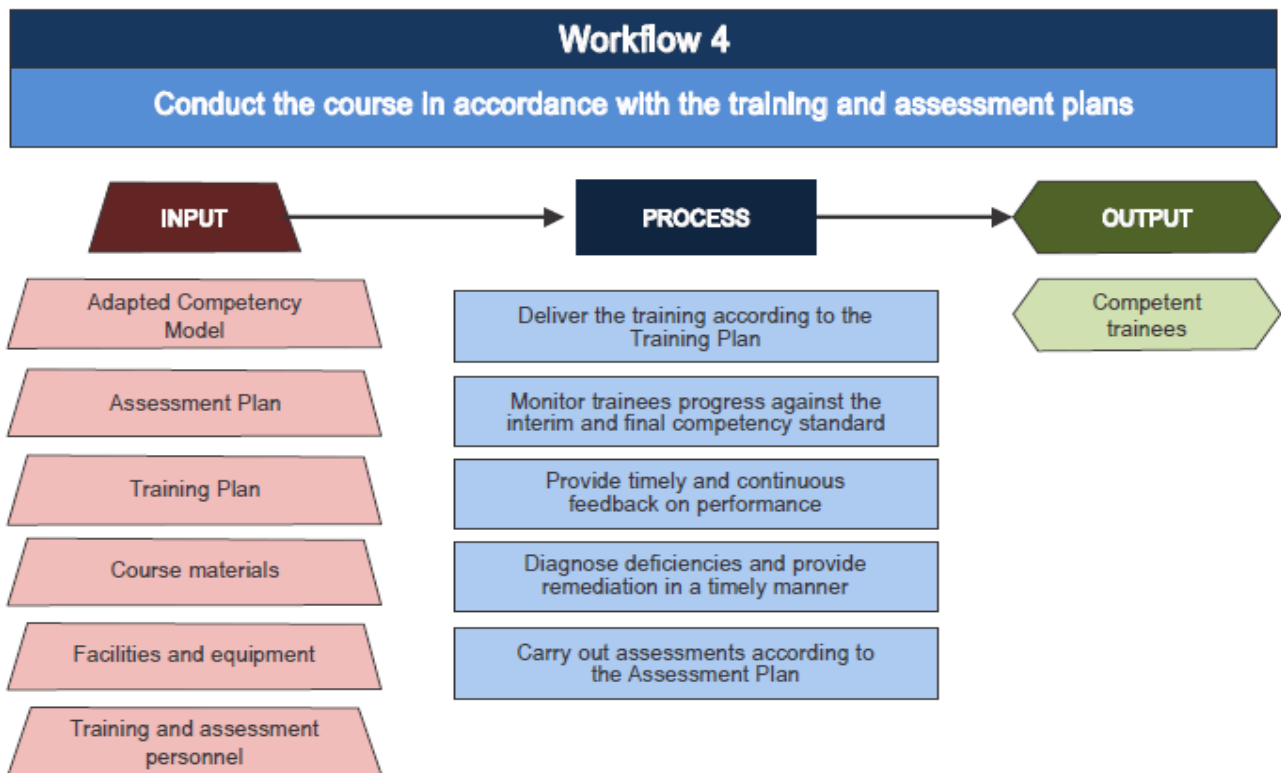 Workflow 4
Conduct the course in accordance with the training and assessment plans
INPUT
PROCESS
OUTPUT
Adapted Competency
Model
Assessment Plan
Training Plan
Course materials
Facilities and equipment
Training and assessment
personnel
Deliver the training according to the
Training Plan
Monitor trainees progress against the
interim and final competency standard
Provide timely and continuous
feedback on performance
Diagnose deficiencies and provide
remediation in a timely manner
Carry out assessments according to
the Assessment Plan
Competent
trainees